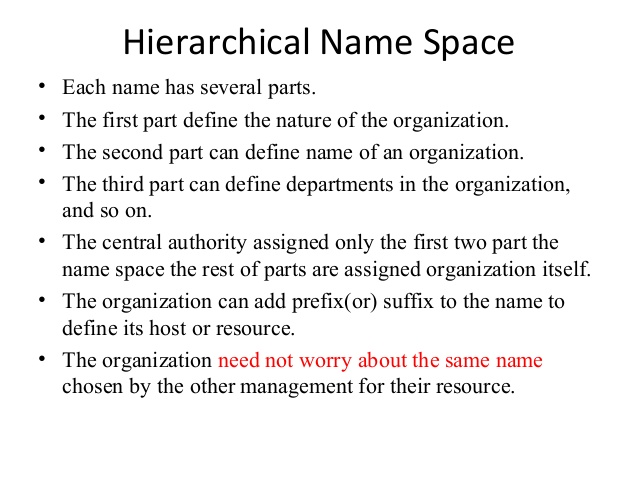 Hierarchical Name Space
• Each name has several parts.
• The first part define the nature of the organization.
• The second part can define name of an organization.
• The third part can define departments in the organization,
and so on.
• The central authority assigned only the first two part the
name space the rest of parts are assigned organization itself.
• The organization can add prefix(or) suffix to the name to
define its host or resource.
• The organization need not worry about the same name
chosen by the other management for their resource.